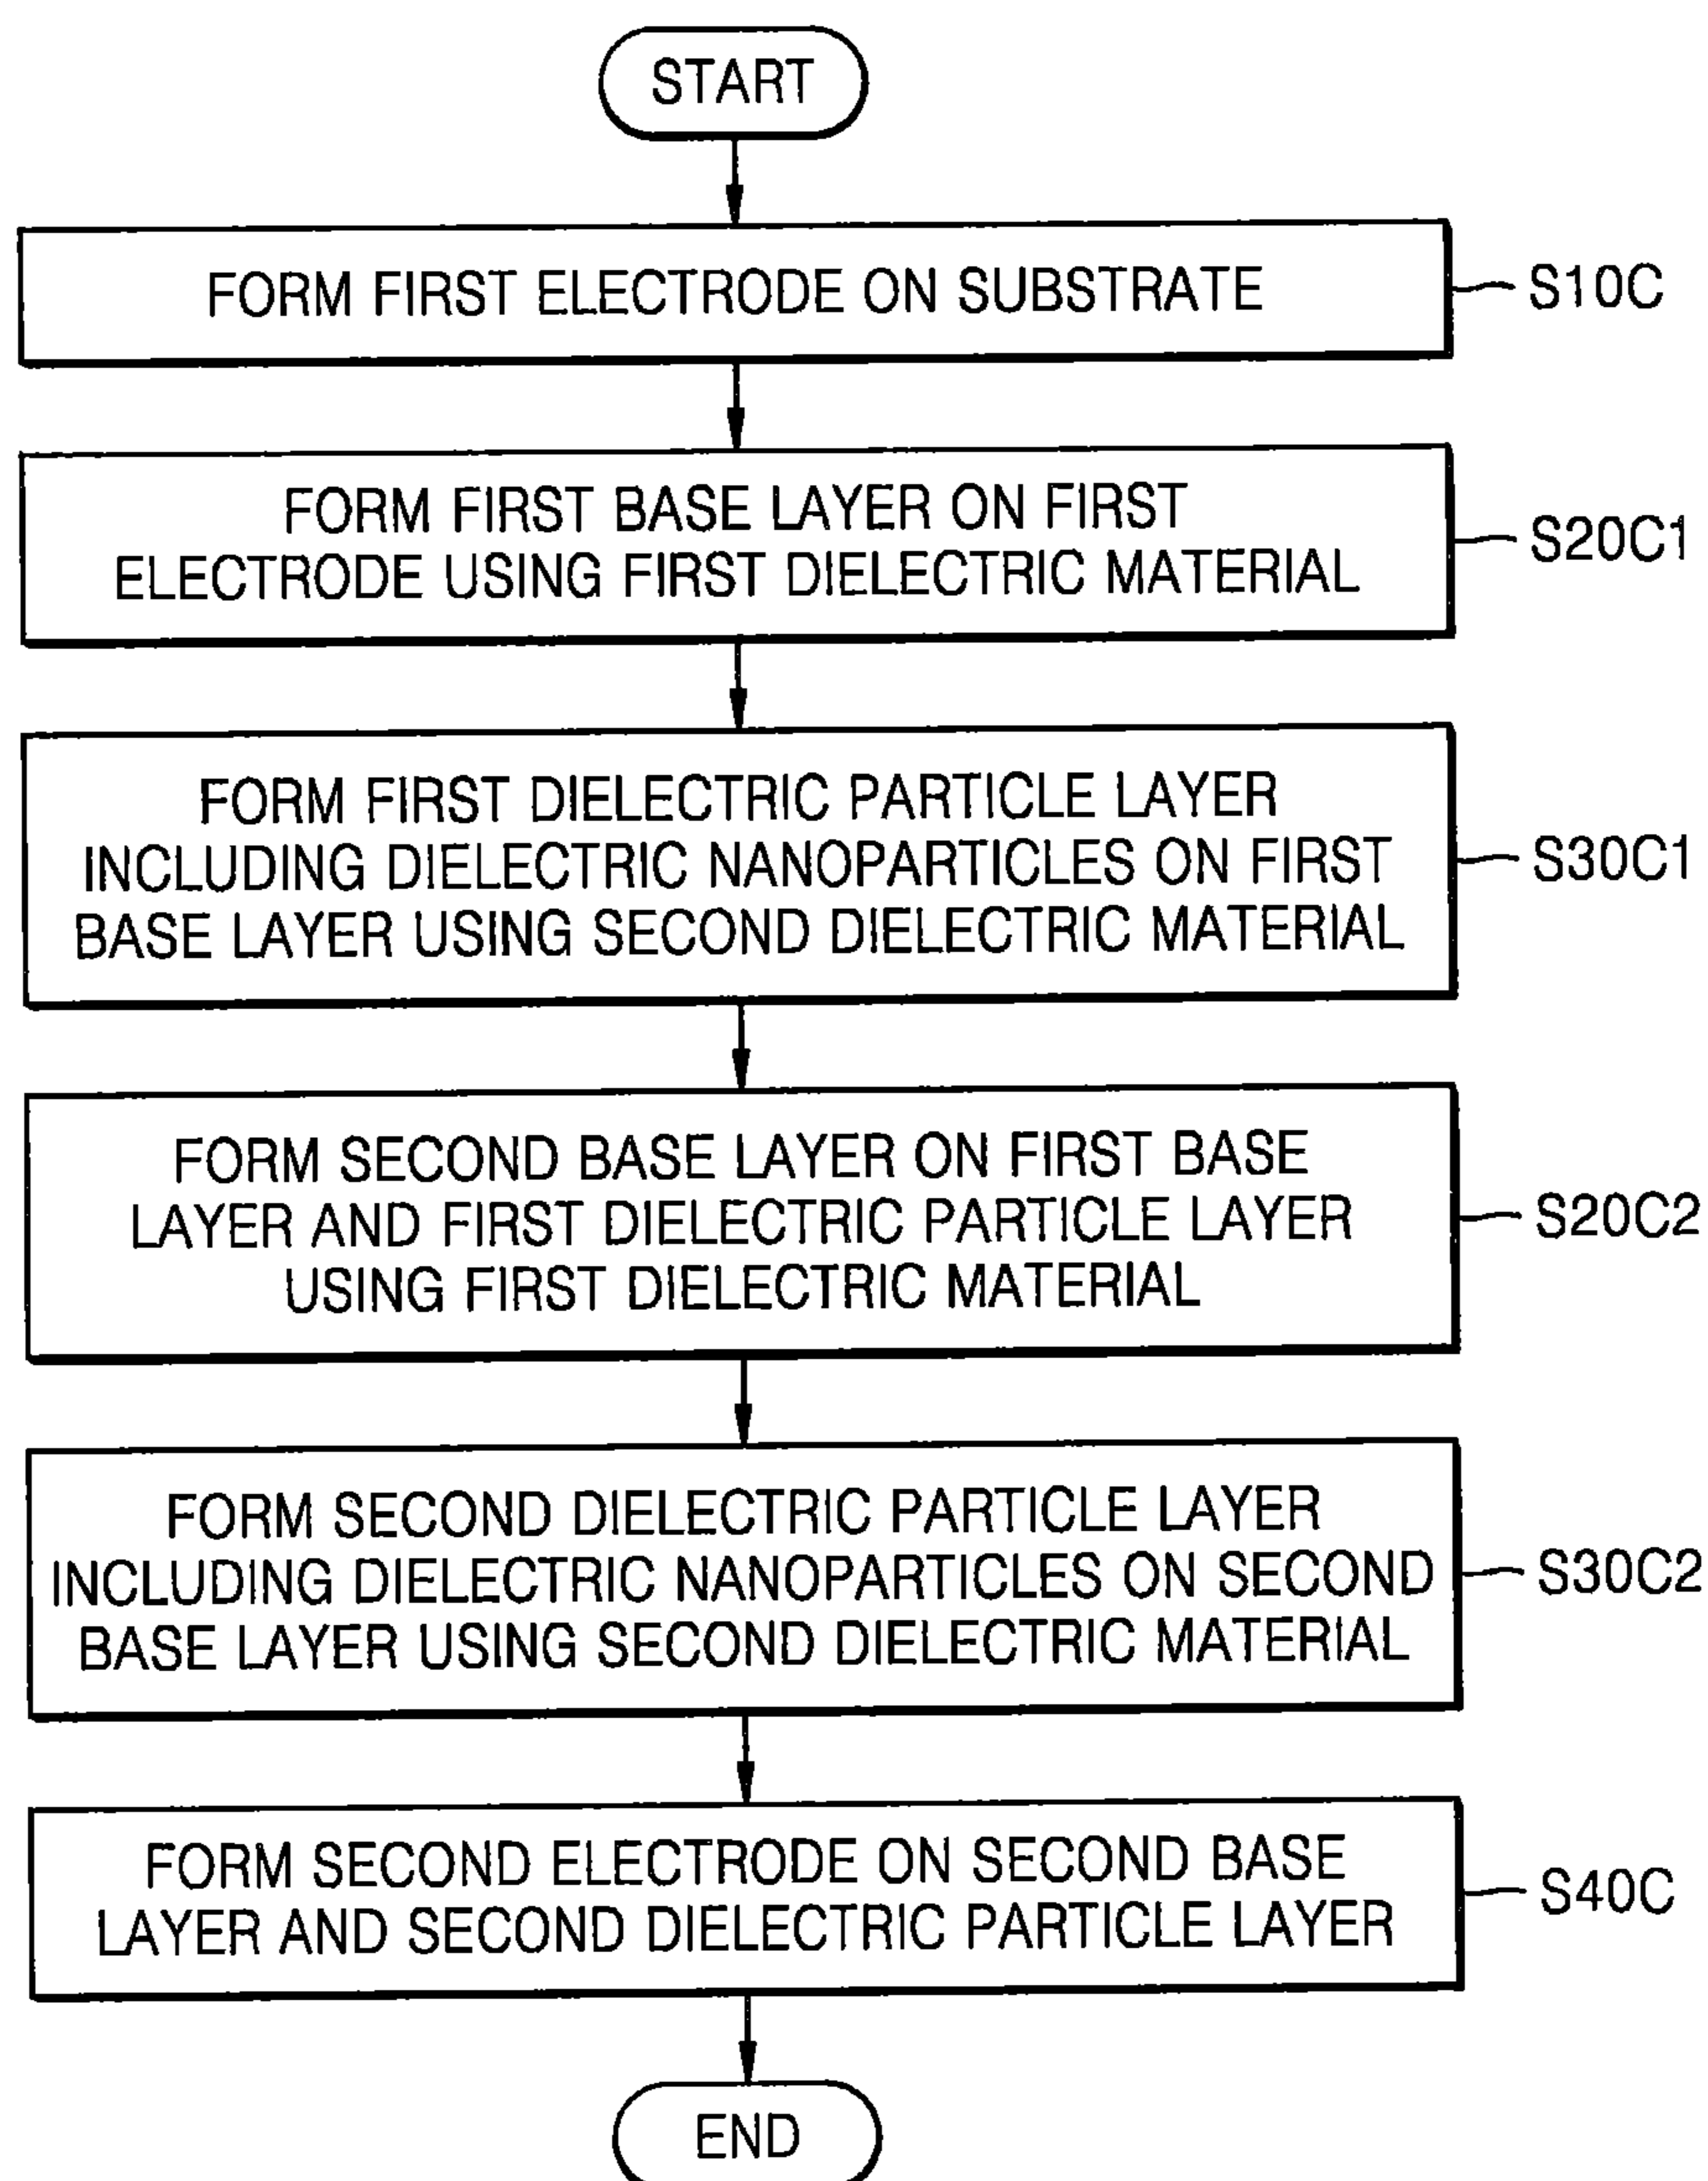 START
FORM FIRST ELECTRODE ON SUBSTRATE
S10C
FORM FIRST BASE LAYER ON FIRST
ELECTRODE USING FIRST DIELECTRIC MATERIAL
S20C1
FORM FIRST DIELECTRIC PARTICLE LAYER
INCLUDING DIELECTRIC NANOPARTICLES ON FIRST
BASE LAYER USING SECOND DIELECTRIC MATERIAL
S30C1
FORM SECOND BASE LAYER ON FIRST BASE
LAYER AND FIRST DIELECTRIC PARTICLE LAYER
USING FIRST DIELECTRIC MATERIAL
S20C2
FORM SECOND DIELECTRIC PARTICLE LAYER
INCLUDING DIELECTRIC NANOPARTICLES ON SECOND
BASE LAYER USING SECOND DIELECTRIC MATERIAL
S30C2
FORM SECOND ELECTRODE ON SECOND BASE
LAYER AND SECOND DIELECTRIC PARTICLE LAYER
S40C
END